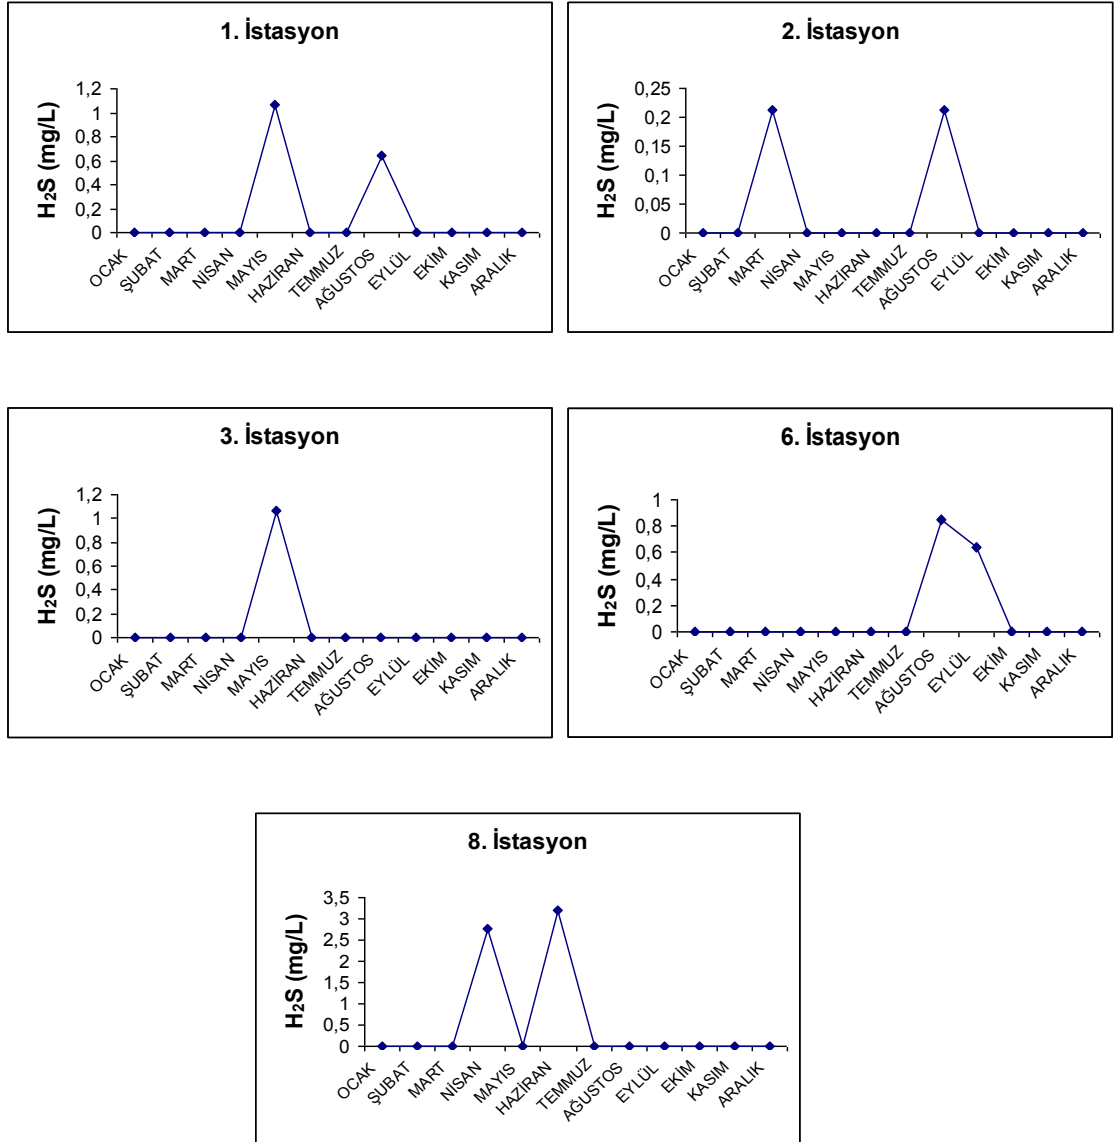 1. İstasyon
H₂S (mg/L)
1,2
1
0,8
0,6
0,4
0,2
0
OCAK
ŞUBAT
MART
NİSAN
MAYIS
HAZİRAN
TEMMUZ
AĞUSTOS
EYLÜL
EKİM
KASIM
ARALIK
2. İstasyon
H₂S (mg/L)
0,25
0,2
0,15
0,1
0,05
0
OCAK
ŞUBAT
MART
NİSAN
MAYIS
HAZİRAN
TEMMUZ
AĞUSTOS
EYLÜL
EKİM
KASIM
ARALIK
3. İstasyon
H₂S (mg/L)
1,2
1
0,8
0,6
0,4
0,2
0
OCAK
ŞUBAT
MART
NİSAN
MAYIS
HAZİRAN
TEMMUZ
AĞUSTOS
EYLÜL
EKİM
KASIM
ARALIK
6. İstasyon
H₂S (mg/L)
1
0,8
0,6
0,4
0,2
0
OCAK
ŞUBAT
MART
NİSAN
MAYIS
HAZİRAN
TEMMUZ
AĞUSTOS
EYLÜL
EKİM
KASIM
ARALIK
8. İstasyon
H₂S (mg/L)
3,5
3
2,5
2
1,5
1
0,5
0
OCAK
ŞUBAT
MART
NİSAN
MAYIS
HAZİRAN
TEMMUZ
AĞUSTOS
EYLÜL
EKİM
KASIM
ARALIK